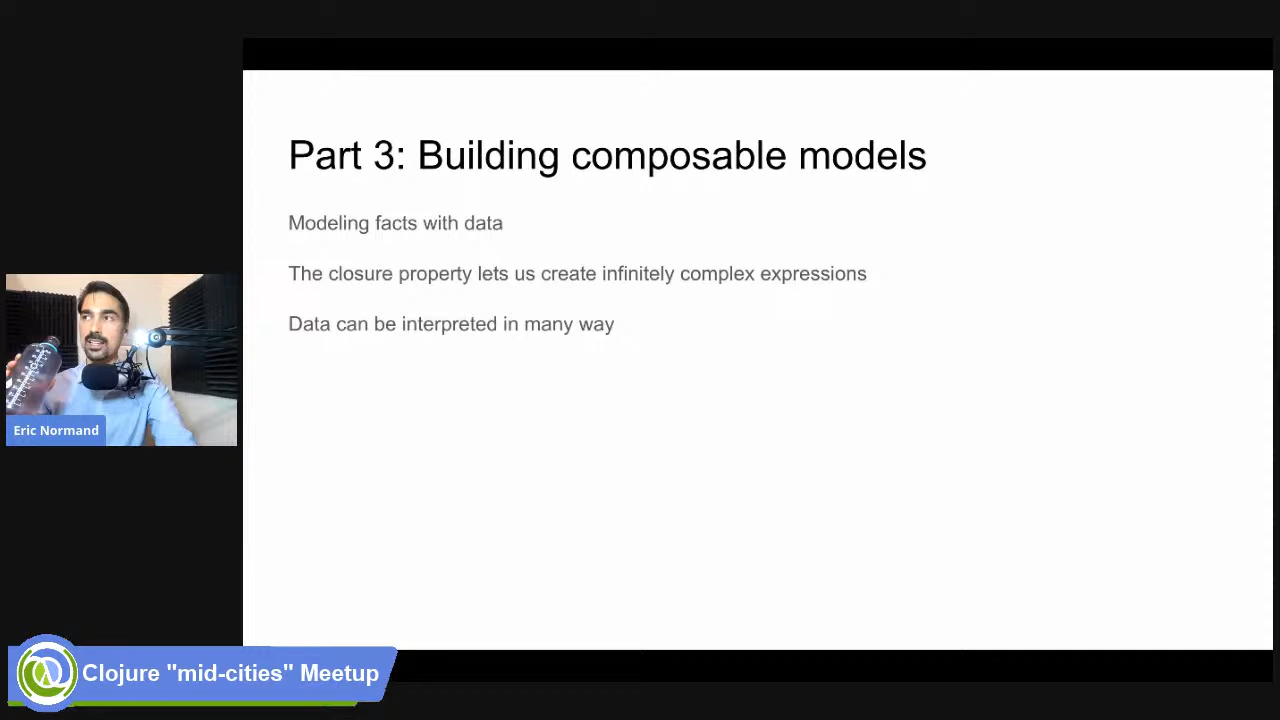 Part 3: Building composable models
Modeling facts with data
The closure property lets us create infinitely complex expressions
Data can be interpreted in many way
Eric Normand
Clojure "mid-cities" Meetup